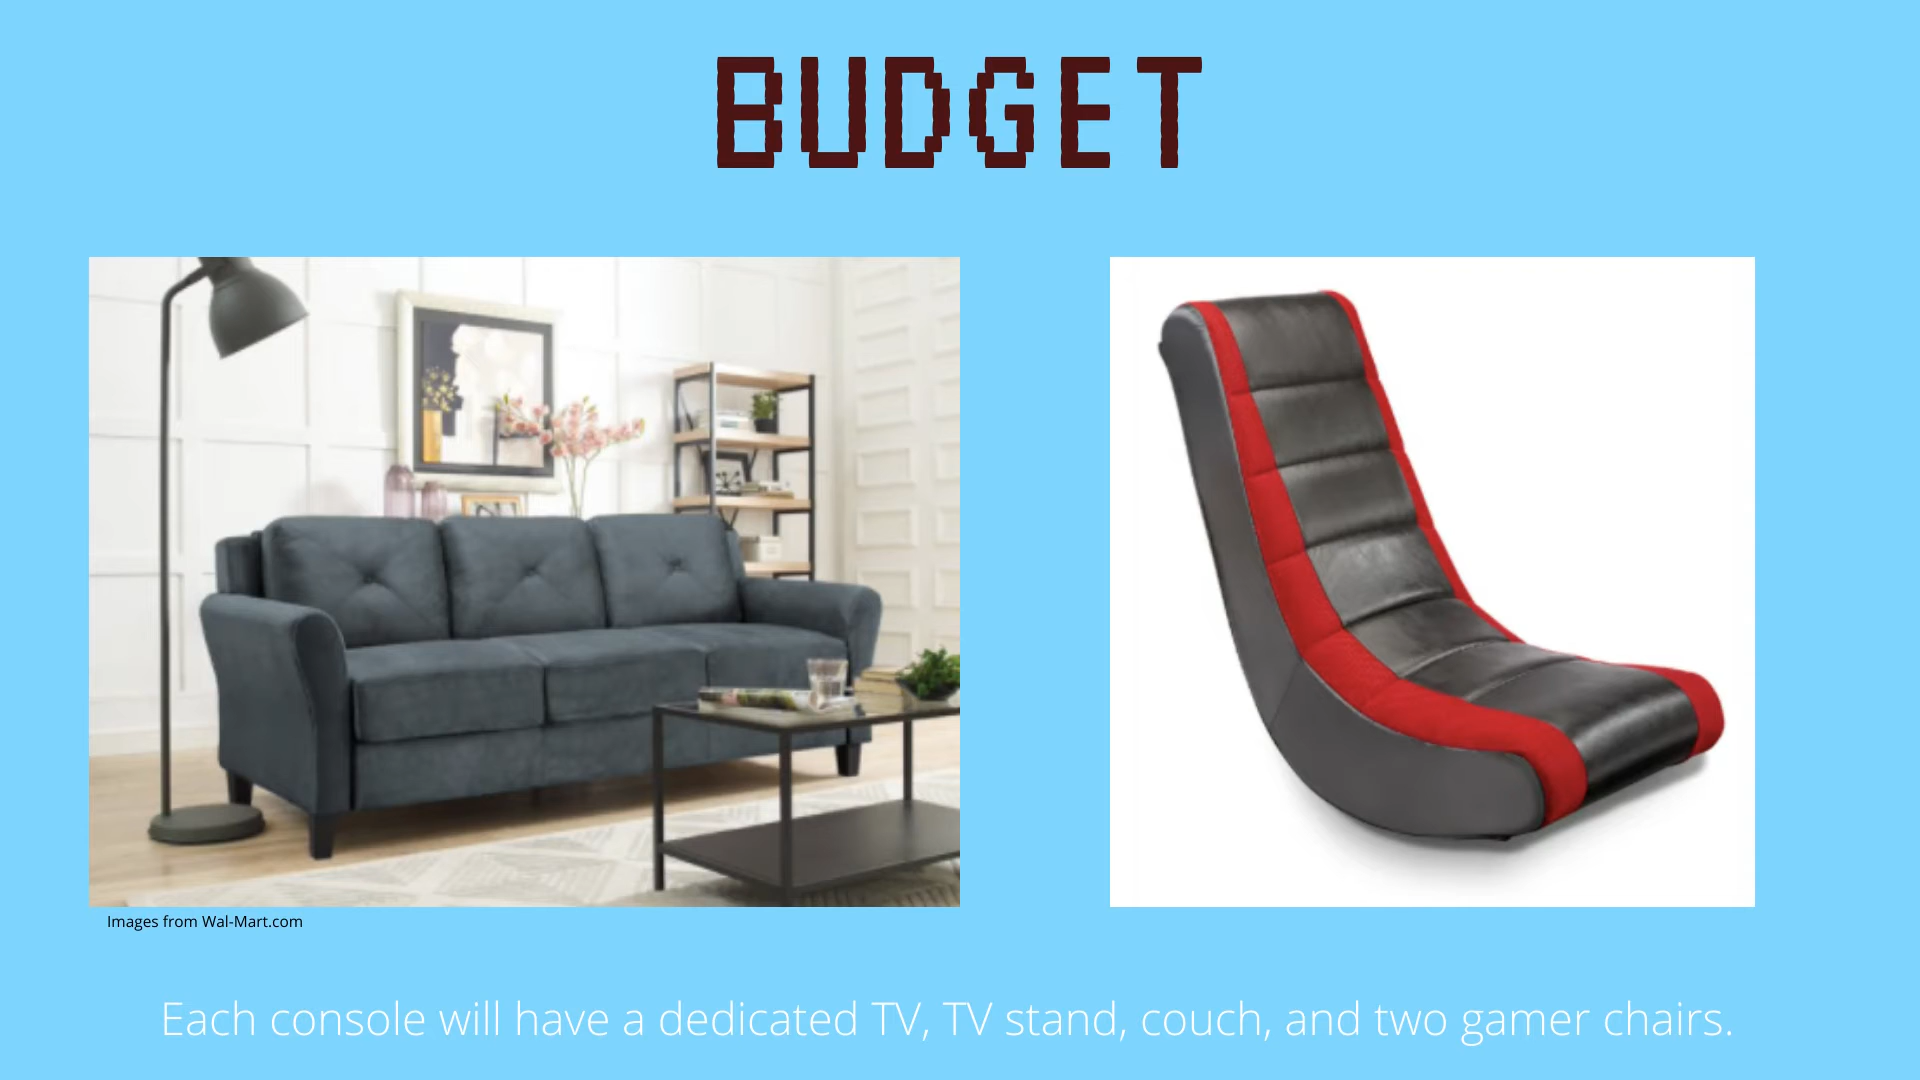 BUDGET
Images from Wal-Mart.com
Each console will have a dedicated TV, TV stand, couch, and two gamer chairs.